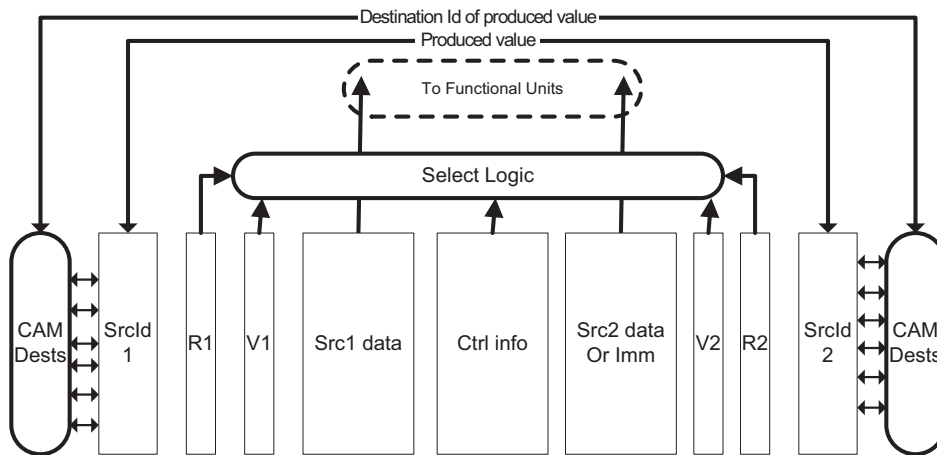 Destination Id of produced value
Produced value
To Functional Units
Select Logic
CAM
Dests
SrcId
1
R1
V1
Src1 data
Ctrl info
Src2 data
Or Imm
V2
R2
SrcId
2
CAM
Dests